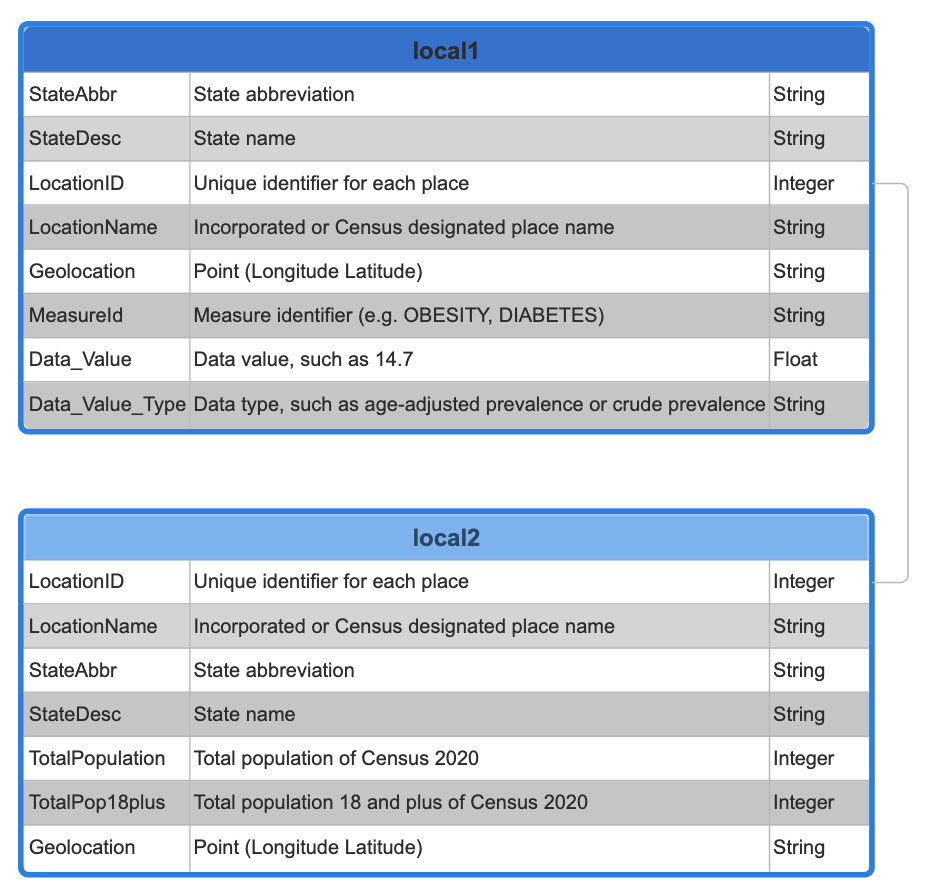 local1
StateAbbr State abbreviation String
StateDesc State name String
LocationID Unique identifier for each place Integer
LocationName Incorporated or Census designated place name String
Geolocation Point (Longitude Latitude) String
MeasureId Measure identifier (e.g. OBESITY, DIABETES) String
Data_Value Data value, such as 14.7 Float
Data_Value_Type Data type, such as age-adjusted prevalence or crude prevalence String
local2
LocationID Unique identifier for each place Integer
LocationName Incorporated or Census designated place name String
StateAbbr State abbreviation String
StateDesc State name String
TotalPopulation Total population of Census 2020 Integer
TotalPop18plus Total population 18 and plus of Census 2020 Integer
Geolocation Point (Longitude Latitude) String